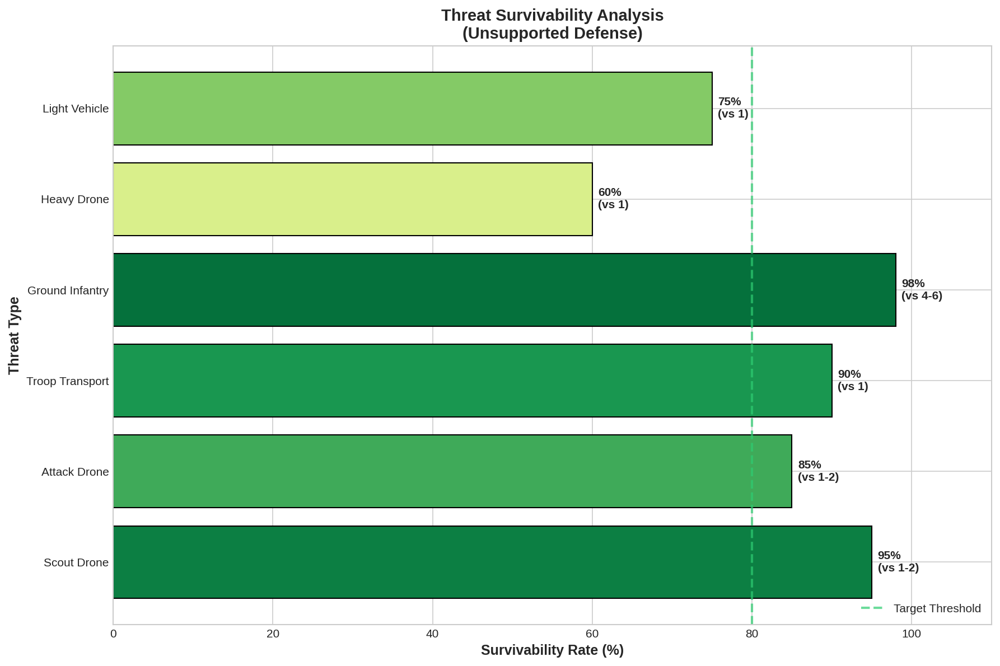 Threat Survivability Analysis
(Unsupported Defense)
Threat Type
Light Vehicle
75%
(vs 1)
Heavy Drone
60%
(vs 1)
Ground Infantry
98%
(vs 4-6)
Troop Transport
90%
(vs 1)
Attack Drone
85%
(vs 1-2)
Scout Drone
95%
(vs 1-2)
Target Threshold
0 20 40 60 80 100
Survivability Rate (%)